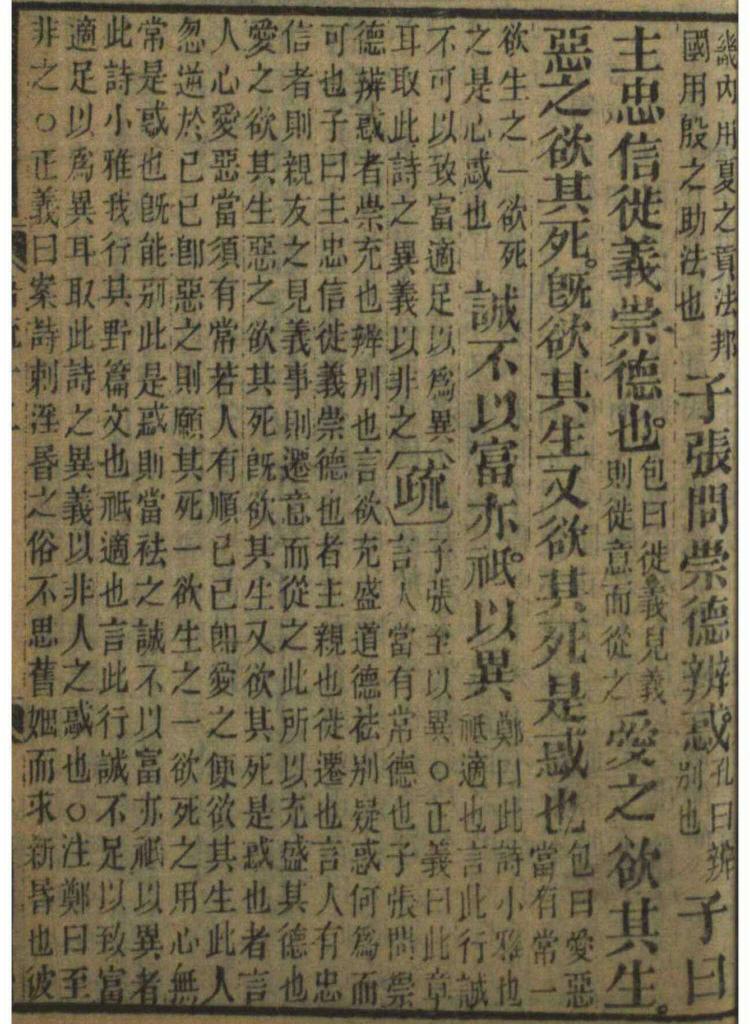 畿內用夏之貢法邦
國用殷之助法也
子張問崇德辨惑。
孔曰辨
別也
子曰
主忠信徙義崇德也。
包曰徙義見義
則徙意而從之
愛之欲其生。
惡之欲其死。旣欲其生又欲其死是惑也
包曰愛惡
當有常一
欲生之一欲死
之是心惑也
誠不以富亦祇。以異
鄭曰此詩小雅也
祇適也言此行誠
不可以致富適足以爲異
耳取此詩之異義以非之
疏
子張至以異○正義曰此章
言人當有常德也子張問崇
德辨惑者崇充也辨別也言欲充盛道德袪別疑惑何爲而
可也子曰主忠信徙義崇德也者主親也徙遷也言人有忠
信者則親友之見義事則遷意而從之此所以充盛其德也
愛之欲其生惡之欲其死旣欲其生又欲其死是惑也者言
人心愛惡當須有常若人有順已已卽愛之便欲其生此人
忽逆於已已卽惡之則願其死一欲生之一欲死之用心無
常是惑也旣能別此是惑則當袪之誠不以富亦祇以異者
此詩小雅我行其野篇文也祇適也言此行誠不足以致富
適足以爲異耳取此詩之異義以非人之惑也○注鄭曰至
非之○正義曰案詩刺淫昬之俗不思舊姻而求新昬也彼